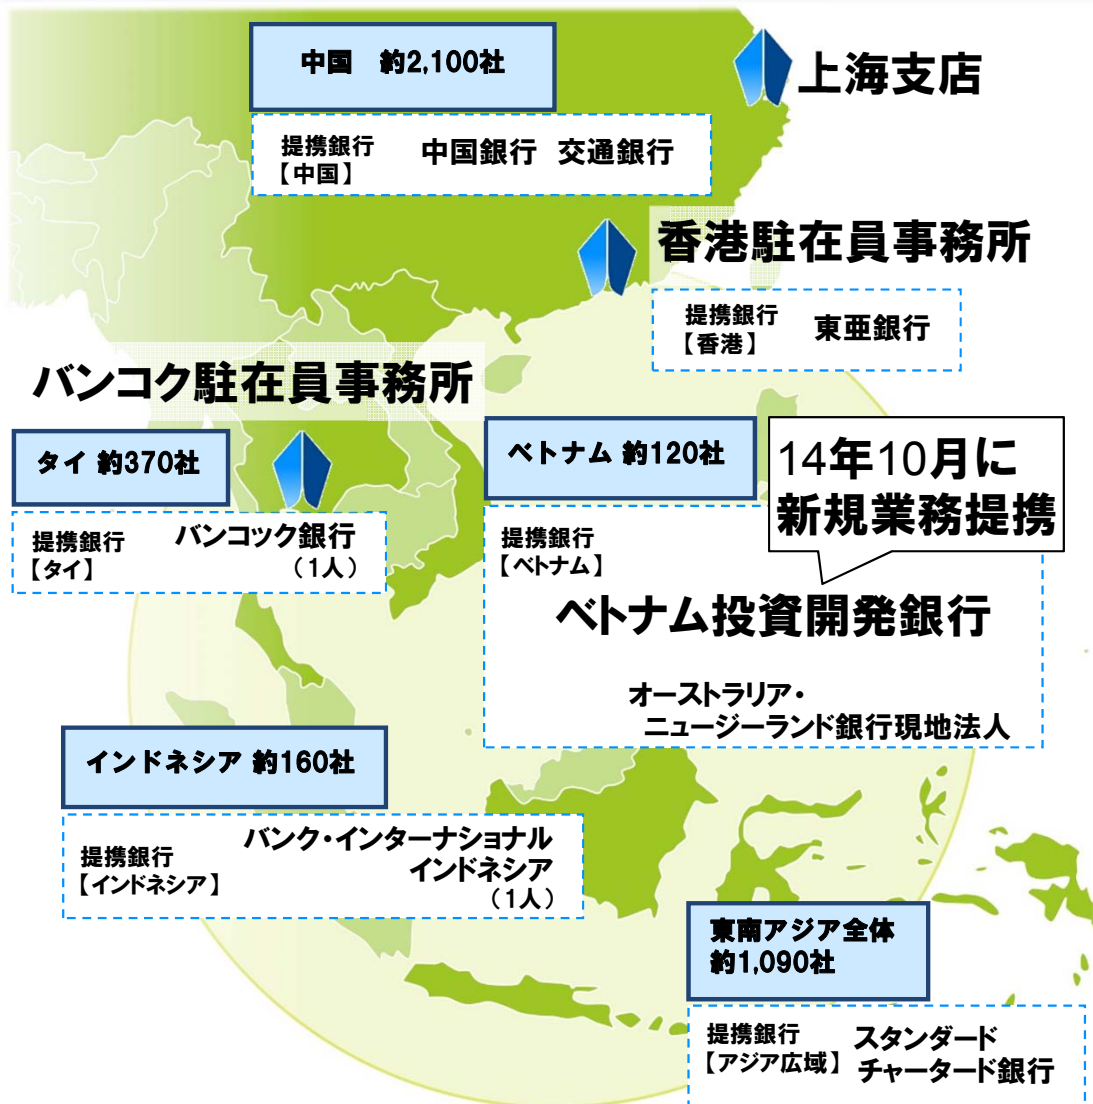 中国　約2,100社
上海支店
提携銀行
【中国】
中国銀行 交通銀行
香港駐在員事務所
提携銀行
【香港】
東亜銀行
バンコク駐在員事務所
タイ 約370社
提携銀行
【タイ】
バンコック銀行
（1人）
ベトナム 約120社
14年10月に
新規業務提携
提携銀行
【ベトナム】
ベトナム投資開発銀行
オーストラリア・
ニュージーランド銀行現地法人
インドネシア 約160社
提携銀行
【インドネシア】
バンク・インターナショナル
インドネシア
（1人）
東南アジア全体
約1,090社
提携銀行
【アジア広域】
スタンダード
チャータード銀行